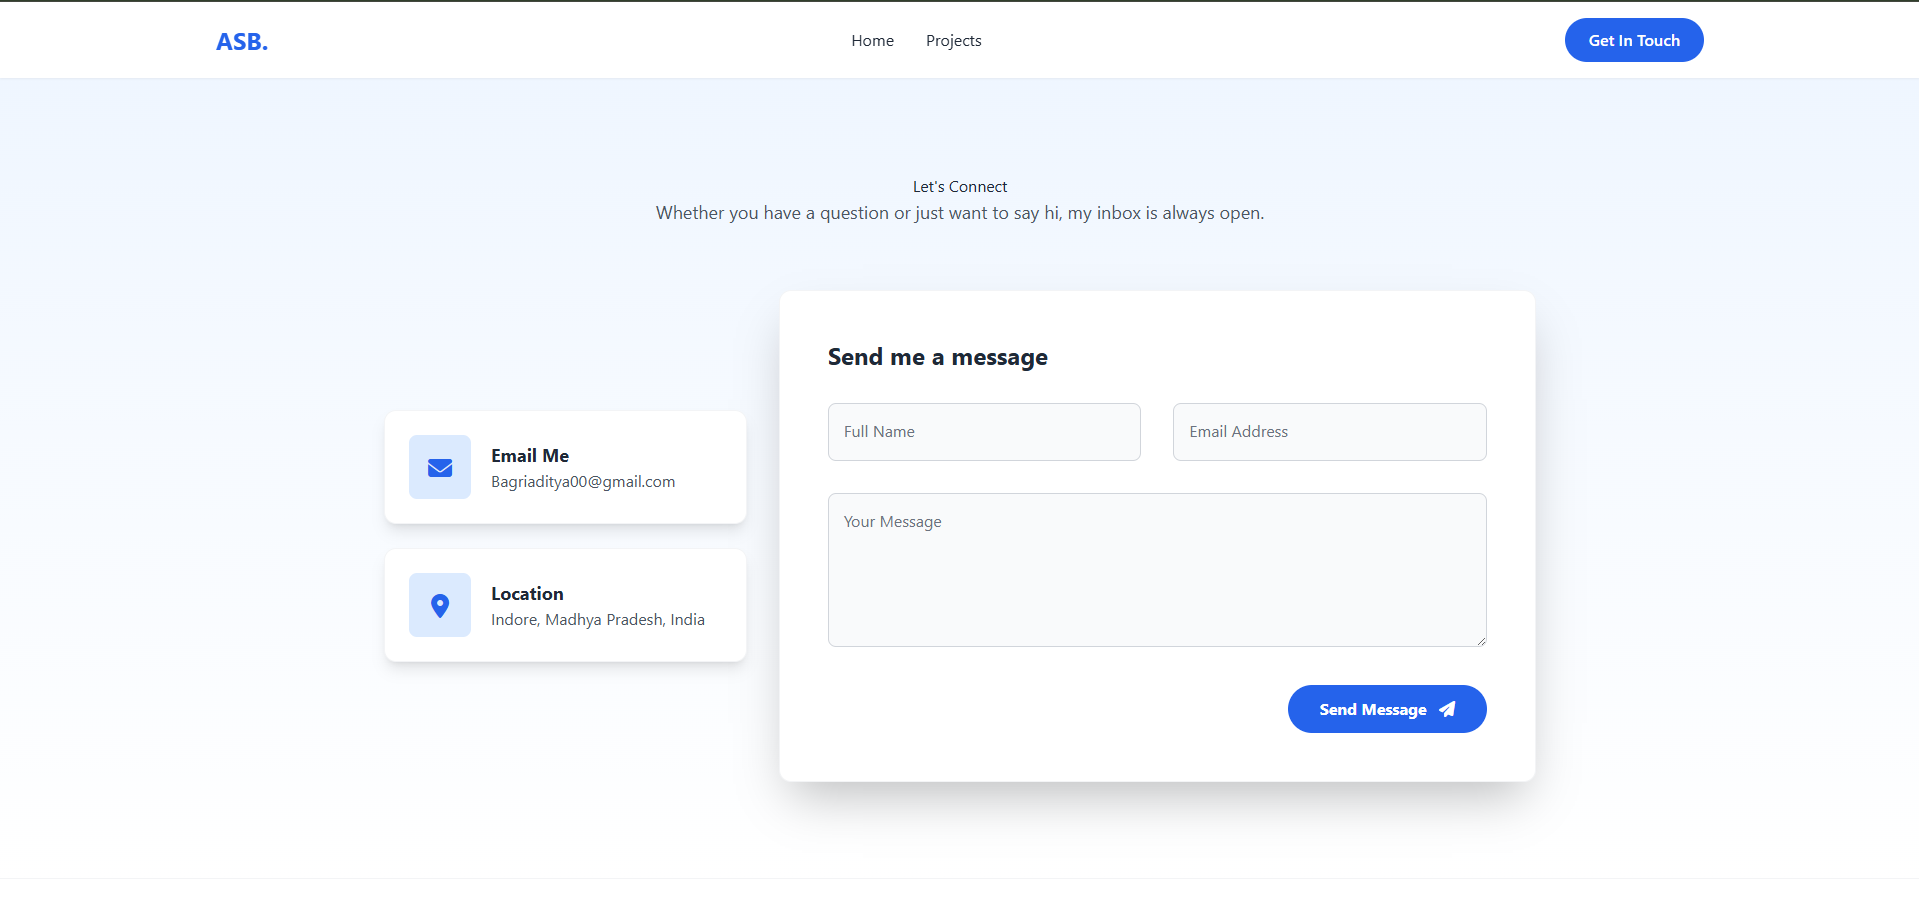 ASB.
Home
Projects
Get In Touch
Let's Connect
Whether you have a question or just want to say hi, my inbox is always open.
Email Me
Bagriaditya00@gmail.com
Location
Indore, Madhya Pradesh, India
Send me a message
Full Name
Email Address
Your Message
Send Message